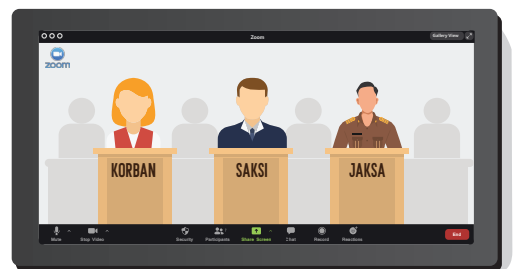 Zoom
Gallery View
zoom
KORBAN
SAKSI
JAKSA
Mute
Stop Video
Security
Participants
Share Screen
Chat
Record
Reactions
End